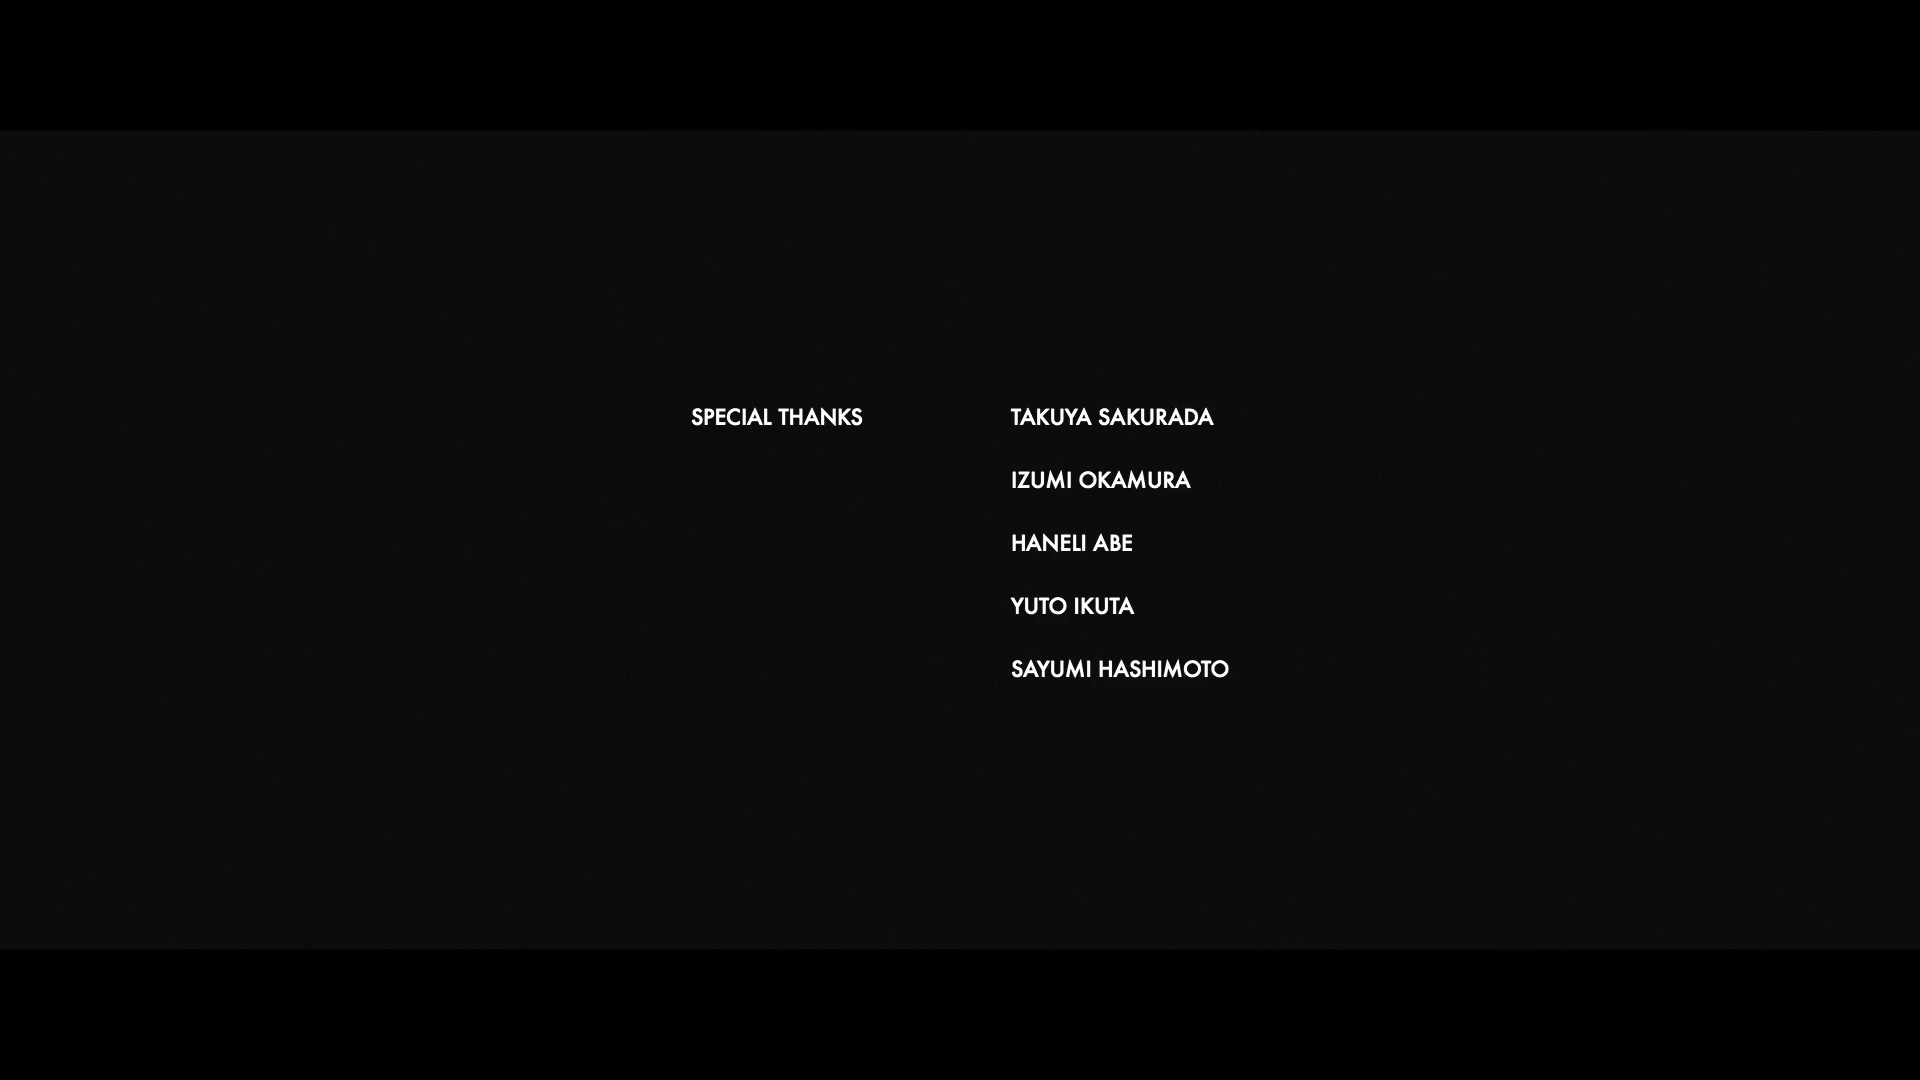 SPECIAL THANKS
TAKUYA SAKURADA
IZUMI OKAMURA
HANELI ABE
YUTO IKUTA
SAYUMI HASHIMOTO